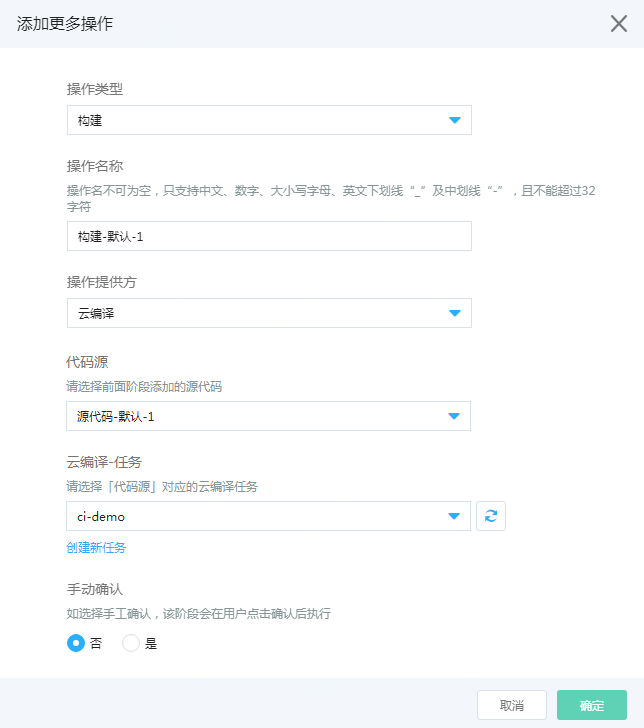 添加更多操作
操作类型
构建
操作名称
操作名不可为空，只支持中文、数字、大小写字母、英文下划线“_”及中划线“-”，且不能超过32
字符
构建-默认-1
操作提供方
云编译
代码源
请选择前面阶段添加的源代码
源代码-默认-1
云编译-任务
请选择「代码源」对应的云编译任务
ci-demo
创建新任务
手动确认
如选择手工确认，该阶段会在用户点击确认后执行
否 是
取消 确定